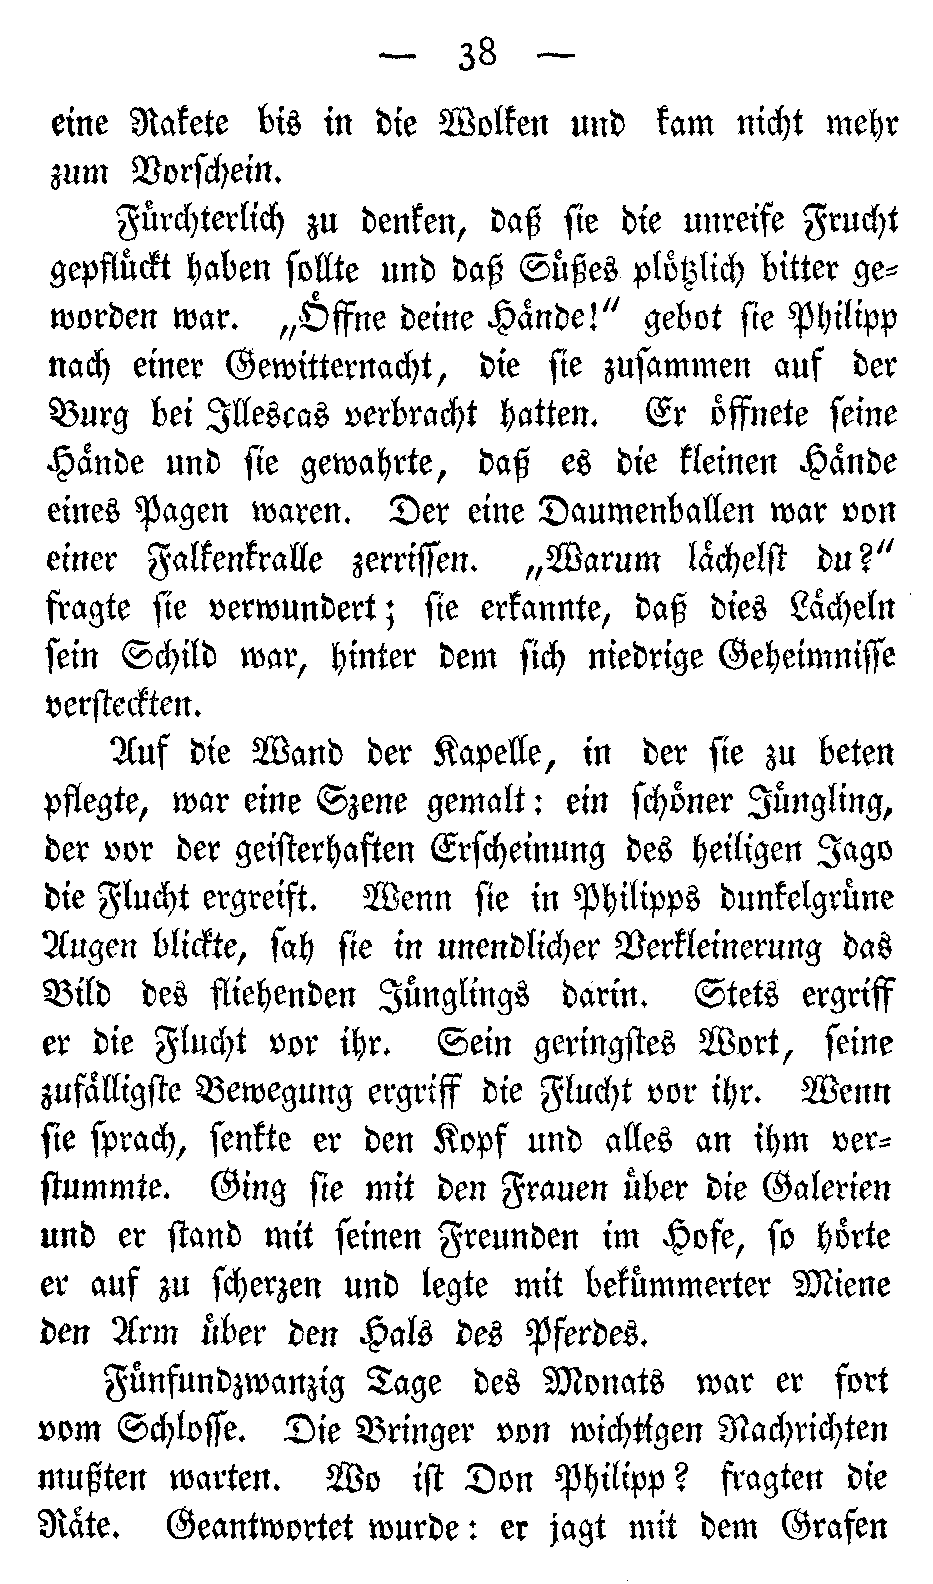 — 38 —
eine Rakete bis in die Wolken und kam nicht mehr
zum Vorschein.
Fürchterlich zu denken, daß sie die unreife Frucht
gepflückt haben sollte und daß Süßes plötzlich bitter ge-
worden war. „Öffne deine Hände!“ gebot sie Philipp
nach einer Gewitternacht, die sie zusammen auf der
Burg bei Illescas verbracht hatten. Er öffnete seine
Hände und sie gewahrte, daß es die kleinen Hände
eines Pagen waren. Der eine Daumenballen war von
einer Falkenkralle zerrissen. „Warum lächelst du?“
fragte sie verwundert; sie erkannte, daß dies Lächeln
sein Schild war, hinter dem sich niedrige Geheimnisse
versteckten.
Auf die Wand der Kapelle, in der sie zu beten
pflegte, war eine Szene gemalt: ein schöner Jüngling,
der vor der geisterhaften Erscheinung des heiligen Jago
die Flucht ergreift. Wenn sie in Philipps dunkelgrüne
Augen blickte, sah sie in unendlicher Verkleinerung das
Bild des fliehenden Jünglings darin. Stets ergriff
er die Flucht vor ihr. Sein geringstes Wort, seine
zufälligste Bewegung ergriff die Flucht vor ihr. Wenn
sie sprach, senkte er den Kopf und alles an ihm ver-
stummte. Ging sie mit den Frauen über die Galerien
und er stand mit seinen Freunden im Hofe, so hörte
er auf zu scherzen und legte mit bekümmerter Miene
den Arm über den Hals des Pferdes.
Fünfundzwanzig Tage des Monats war er fort
vom Schlosse. Die Bringer von wichtigen Nachrichten
mußten warten. Wo ist Don Philipp? fragten die
Räte. Geantwortet wurde: er jagt mit dem Grafen